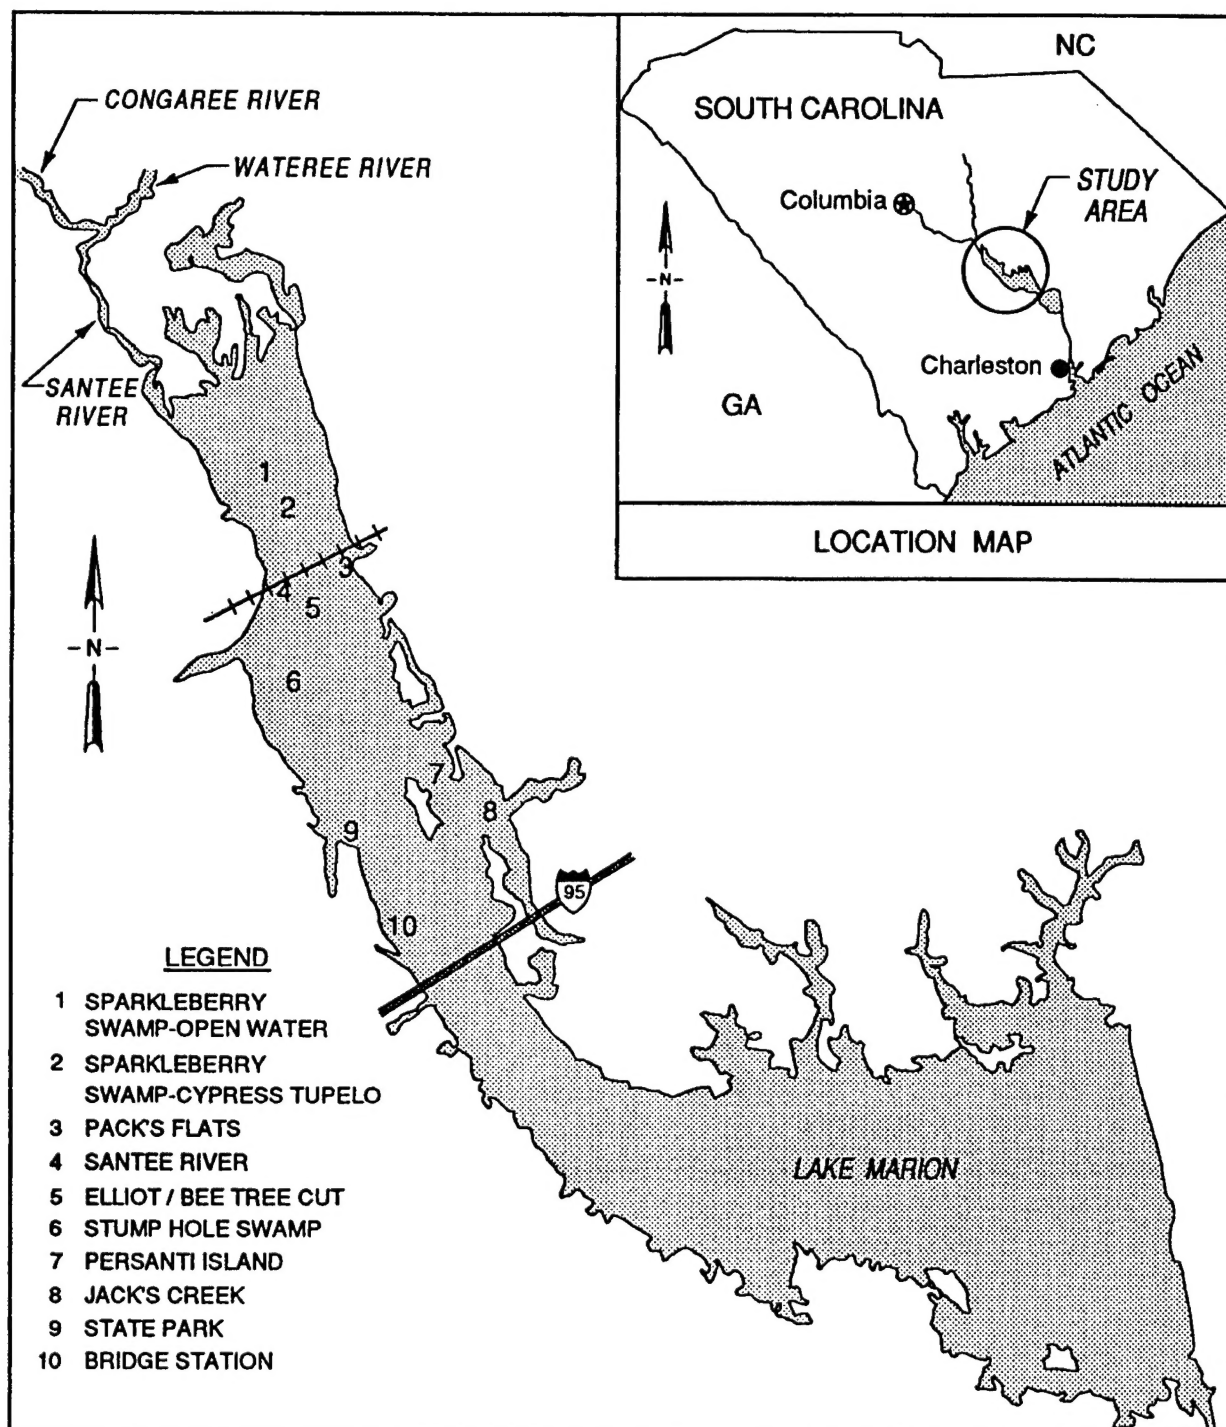 CONGAREE RIVER
WATEREE RIVER
SANTEE
RIVER
NC
SOUTH CAROLINA
Columbia
STUDY
AREA
-N-
Charleston
GA
ATLANTIC OCEAN
LOCATION MAP
1
2
3
4
5
-N-
6
7
8
9
95
10
LAKE MARION
LEGEND
1 SPARKLEBERRY
SWAMP-OPEN WATER
2 SPARKLEBERRY
SWAMP-CYPRESS TUPELO
3 PACK'S FLATS
4 SANTEE RIVER
5 ELLIOT / BEE TREE CUT
6 STUMP HOLE SWAMP
7 PERSANTI ISLAND
8 JACK'S CREEK
9 STATE PARK
10 BRIDGE STATION